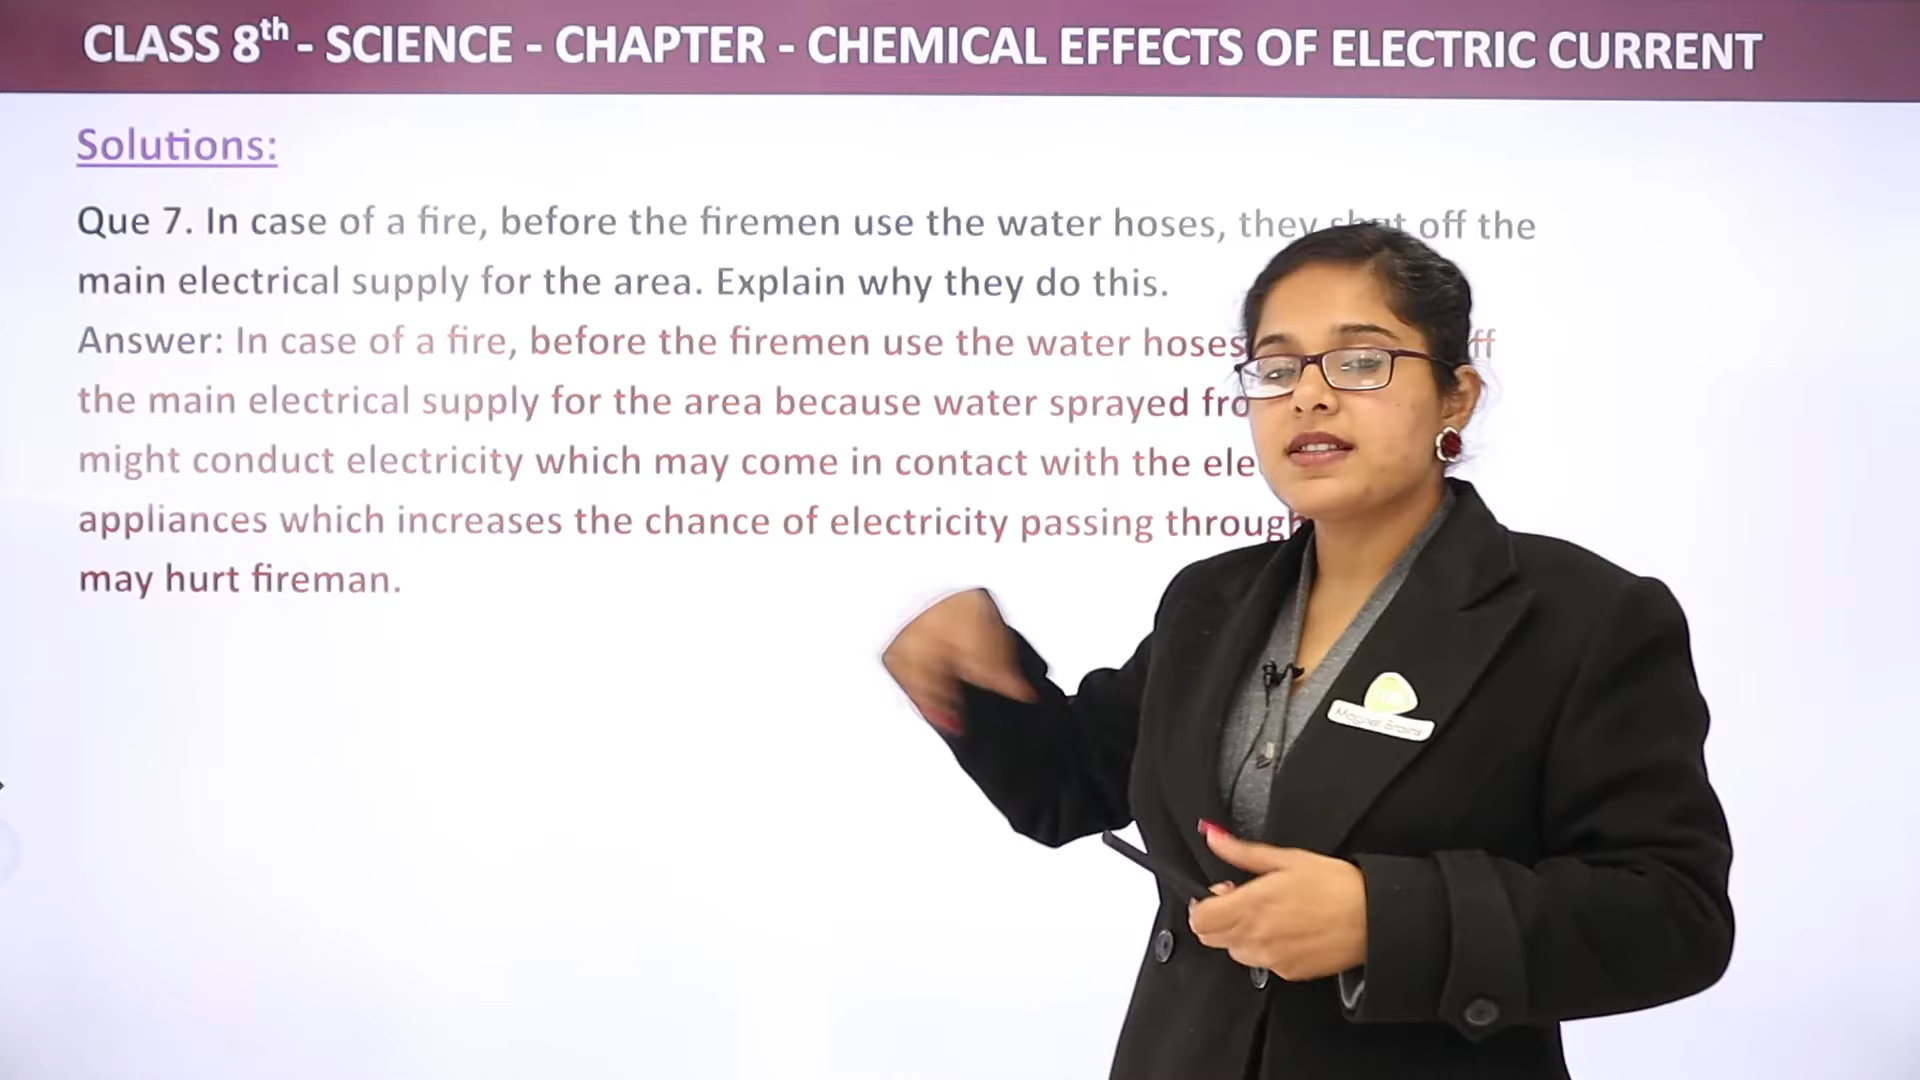 CLASS 8th - SCIENCE - CHAPTER - CHEMICAL EFFECTS OF ELECTRIC CURRENT
Solutions:
Que 7. In case of a fire, before the firemen use the water hoses, they shut off the
main electrical supply for the area. Explain why they do this.
Answer: In case of a fire, before the firemen use the water hoses
the main electrical supply for the area because water sprayed
might conduct electricity which may come in contact with the
appliances which increases the chance of electricity passing through
may hurt fireman.
Magnet Brains